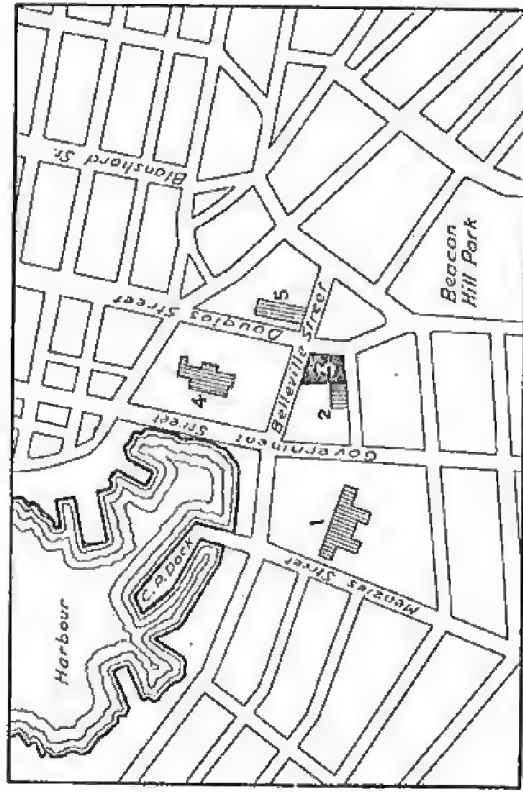 Blanshard St.
Harbour
Douglas Street
5
4
Government Street
C.P. Dock
Belleville Street
2
1
Menzies Street
Beacon
Hill Park